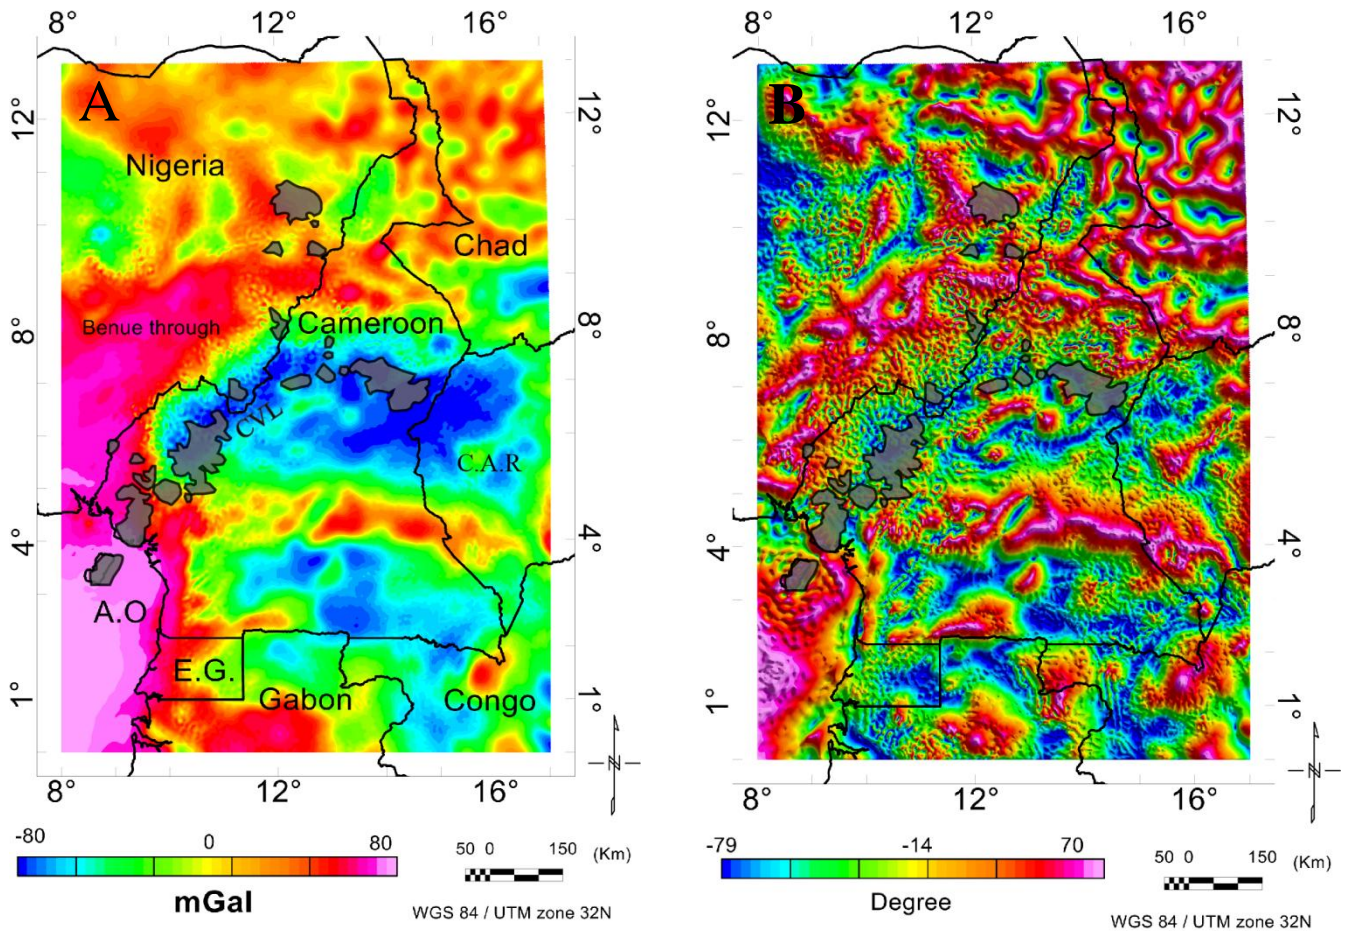 8° 12° 16°
8° 12° 16°
A
B
12°
12°
12°
12°
Nigeria
Chad
Benue through
Cameroon
8°
8°
8°
8°
CVL
C.A.R
4°
4°
4°
4°
A.O
E.G.
Gabon
Congo
1°
1°
1°
1°
N
N
8° 12° 16°
8° 12° 16°
-80 0 80
50 0 150 (Km)
mGal
WGS 84 / UTM zone 32N
-79 -14 70
50 0 150 (Km)
Degree
WGS 84 / UTM zone 32N